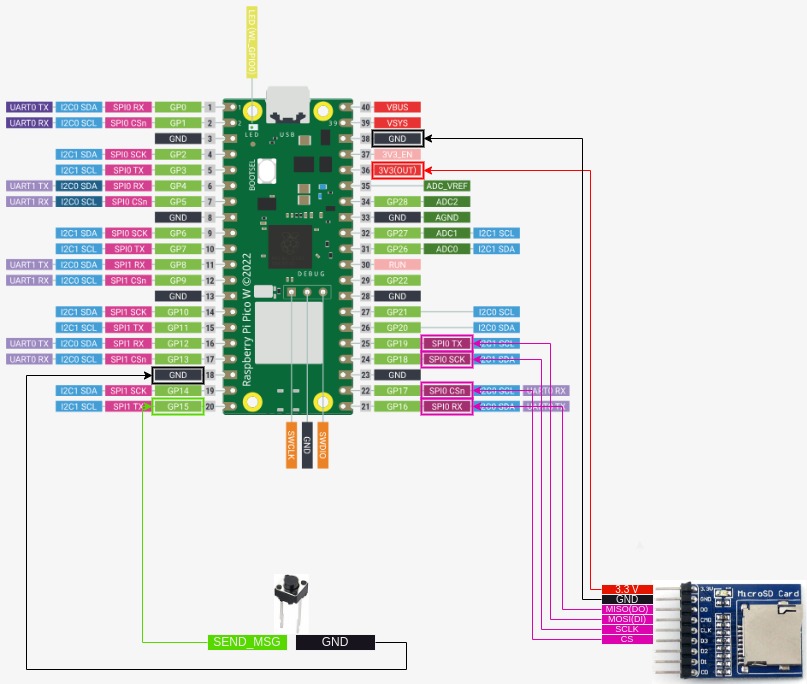 LED (WL_GPIO0)
UART0 TX I2C0 SDA SPI0 RX GP0 1
UART0 RX I2C0 SCL SPI0 CSn GP1 2
GND 3
I2C1 SDA SPI0 SCK GP2 4
I2C1 SCL SPI0 TX GP3 5
UART1 TX I2C0 SDA SPI0 RX GP4 6
UART1 RX I2C0 SCL SPI0 CSn GP5 7
GND 8
I2C1 SDA SPI0 SCK GP6 9
I2C1 SCL SPI0 TX GP7 10
UART1 TX I2C0 SDA SPI1 RX GP8 11
UART1 RX I2C0 SCL SPI1 CSn GP9 12
GND 13
I2C1 SDA SPI1 SCK GP10 14
I2C1 SCL SPI1 TX GP11 15
UART0 TX I2C0 SDA SPI1 RX GP12 16
UART0 RX I2C0 SCL SPI1 CSn GP13 17
GND 18
I2C1 SDA SPI1 SCK GP14 19
I2C1 SCL SPI1 TX GP15 20
1
2
39
LED
USB
BOOTSEL
DEBUG
Raspberry Pi Pico W ©2022
40 VBUS
39 VSYS
38 GND
37 3V3_EN
36 3V3(OUT)
35 ADC_VREF
34 GP28 ADC2
33 GND AGND
32 GP27 ADC1 I2C1 SCL
31 GP26 ADC0 I2C1 SDA
30 RUN
29 GP22
28 GND
27 GP21 I2C0 SCL
26 GP20 I2C0 SDA
25 GP19 SPI0 TX I2C1 SCL
24 GP18 SPI0 SCK I2C1 SDA
23 GND
22 GP17 SPI0 CSn I2C0 SCL UART0 RX
21 GP16 SPI0 RX I2C0 SDA UART0 TX
SWCLK
GND
SWDIO
SEND_MSG GND
3.3 V
GND
MISO(DO)
MOSI(DI)
SCLK
CS
3.3V
GND
DO
CMD
CLK
D3
D2
D1
CD
MicroSD Card